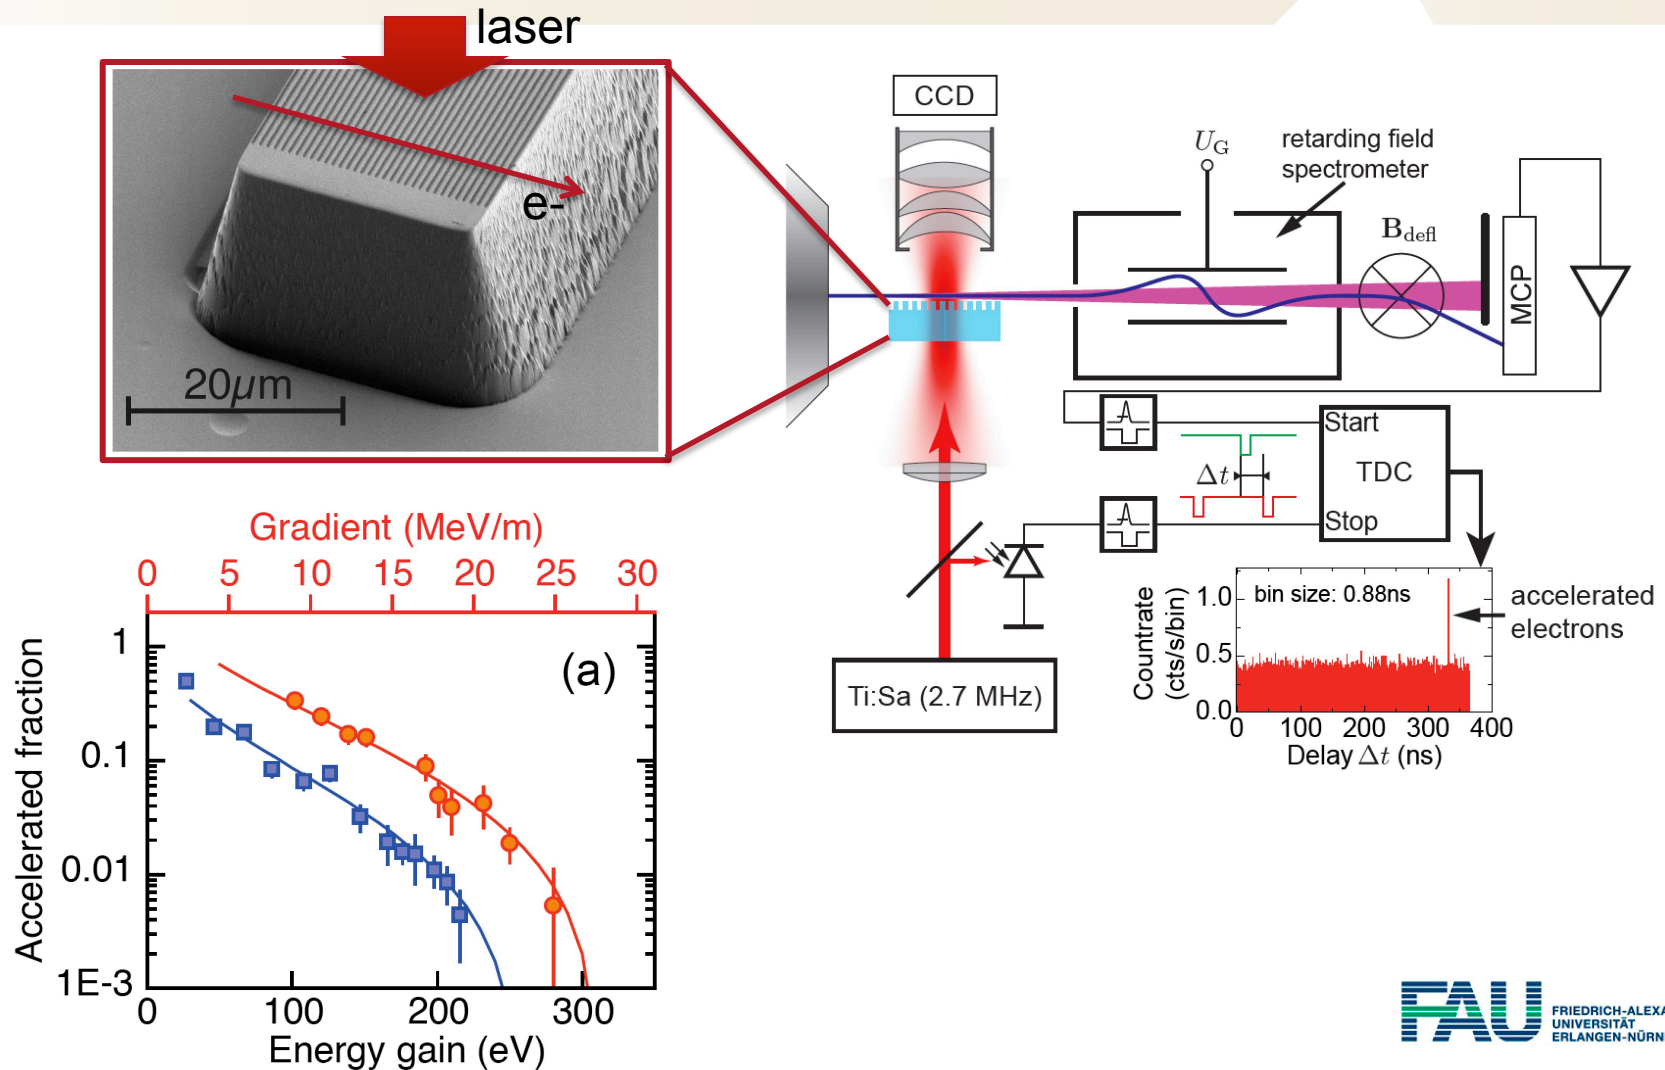 laser
e-
20μm
CCD
U_G
retarding field
spectrometer
B_defl
MCP
Start
TDC
Δt
Stop
Ti:Sa (2.7 MHz)
Countrate
(cts/s/bin)
1.0
0.5
0.0
bin size: 0.88ns
accelerated
electrons
0 100 200 300 400
Delay Δt (ns)
Gradient (MeV/m)
0 5 10 15 20 25 30
Accelerated fraction
1
0.1
0.01
1E-3
(a)
0 100 200 300
Energy gain (eV)
FAU
FRIEDRICH-ALEXA
UNIVERSITÄT
ERLANGEN-NÜRN